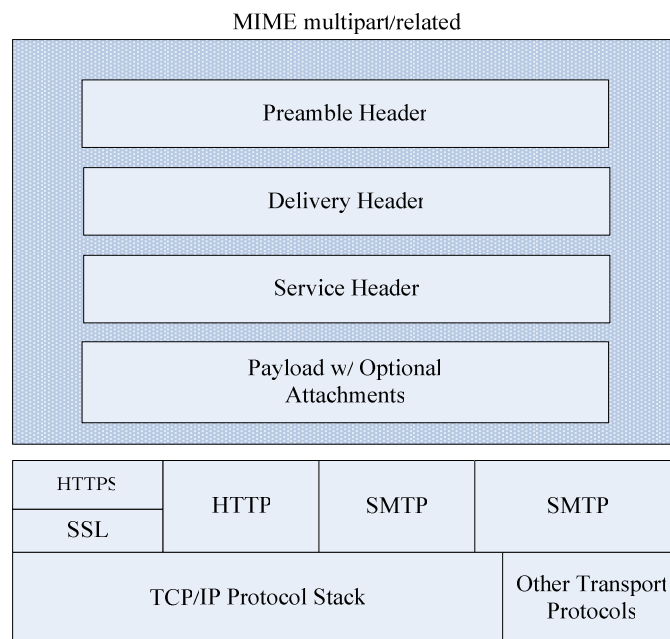 MIME multipart/related
Preamble Header
Delivery Header
Service Header
Payload w/ Optional
Attachments
HTTPS
SSL
HTTP
SMTP
SMTP
TCP/IP Protocol Stack
Other Transport
Protocols